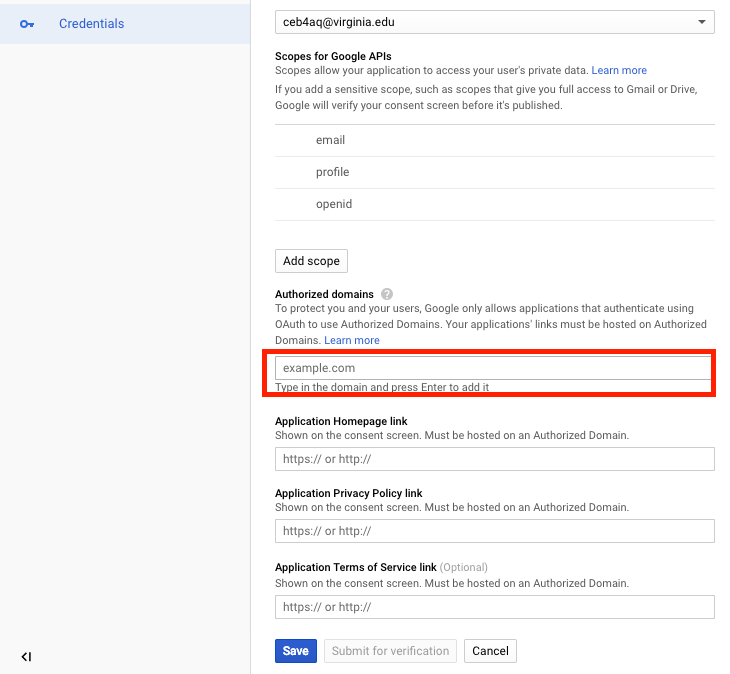 Credentials
ceb4aq@virginia.edu
Scopes for Google APIs
Scopes allow your application to access your user's private data. Learn more
If you add a sensitive scope, such as scopes that give you full access to Gmail or Drive,
Google will verify your consent screen before it's published.
email
profile
openid
Add scope
Authorized domains ?
To protect you and your users, Google only allows applications that authenticate using
OAuth to use Authorized Domains. Your applications' links must be hosted on Authorized
Domains. Learn more
example.com
Type in the domain and press Enter to add it
Application Homepage link
Shown on the consent screen. Must be hosted on an Authorized Domain.
https:// or http://
Application Privacy Policy link
Shown on the consent screen. Must be hosted on an Authorized Domain.
https:// or http://
Application Terms of Service link (Optional)
Shown on the consent screen. Must be hosted on an Authorized Domain.
https:// or http://
Save Submit for verification Cancel